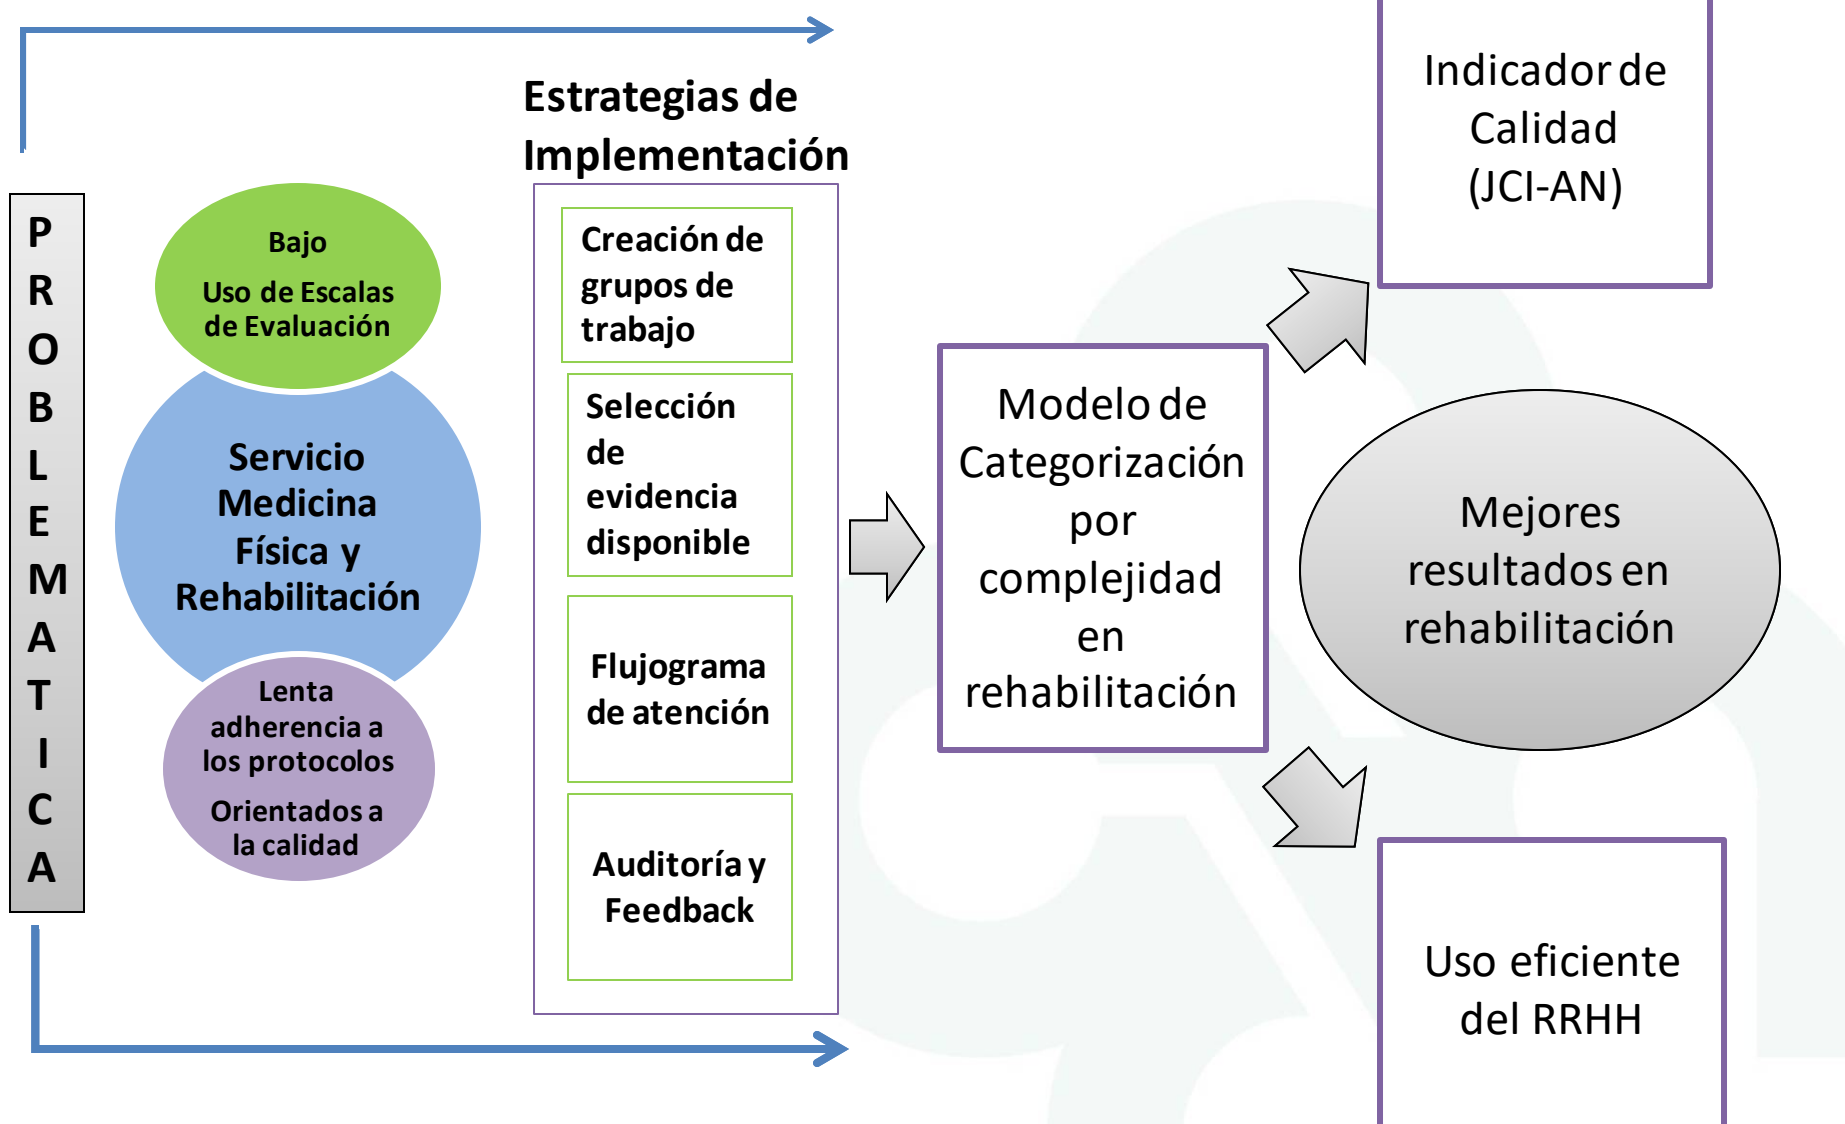 P
R
O
B
L
E
M
A
T
I
C
A
Bajo
Uso de Escalas
de Evaluación
Servicio
Medicina
Física y
Rehabilitación
Lenta
adherencia a
los protocolos
Orientados a
la calidad
Estrategias de
Implementación
Creación de
grupos de
trabajo
Selección
de
evidencia
disponible
Flujograma
de atención
Auditoría y
Feedback
Modelo de
Categorización
por
complejidad
en
rehabilitación
Indicador de
Calidad
(JCI-AN)
Mejores
resultados en
rehabilitación
Uso eficiente
del RRHH